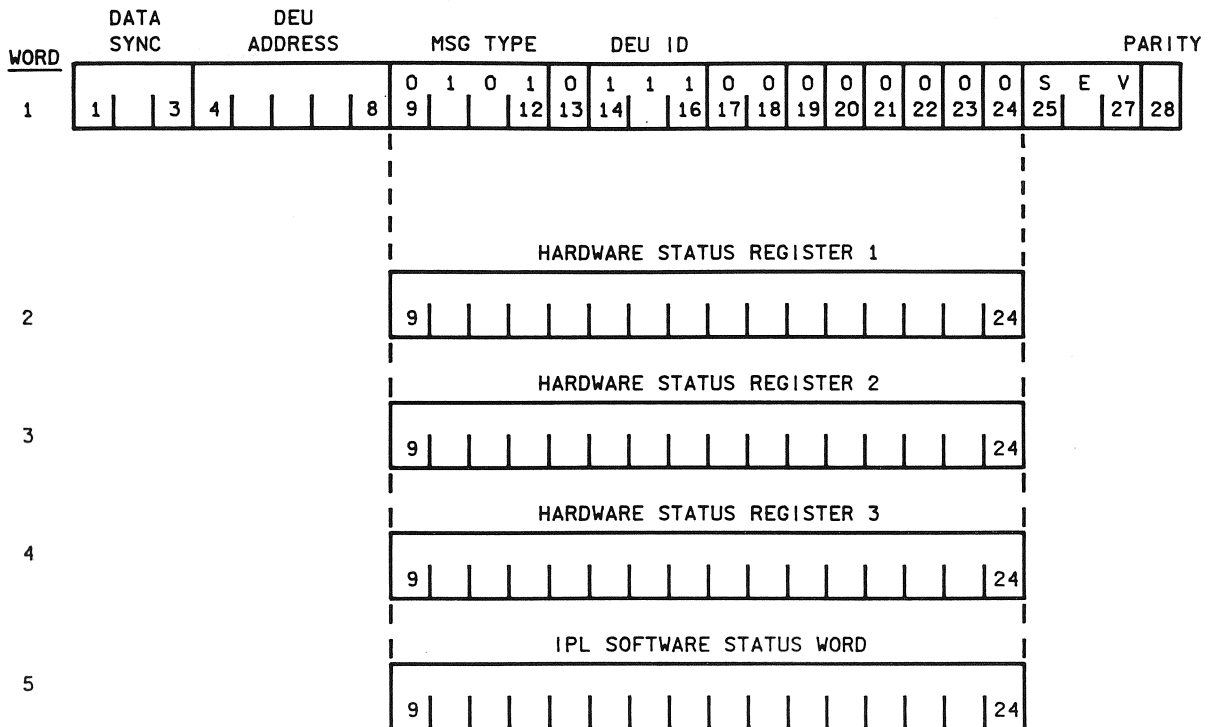 DATA SYNC DEU ADDRESS MSG TYPE DEU ID PARITY
WORD
0 1 0 1 0 1 1 1 0 0 0 0 0 0 0 0 S E V
1 1 3 4 8 9 12 13 14 16 17 18 19 20 21 22 23 24 25 27 28
HARDWARE STATUS REGISTER 1
2 9 24
HARDWARE STATUS REGISTER 2
3 9 24
HARDWARE STATUS REGISTER 3
4 9 24
IPL SOFTWARE STATUS WORD
5 9 24